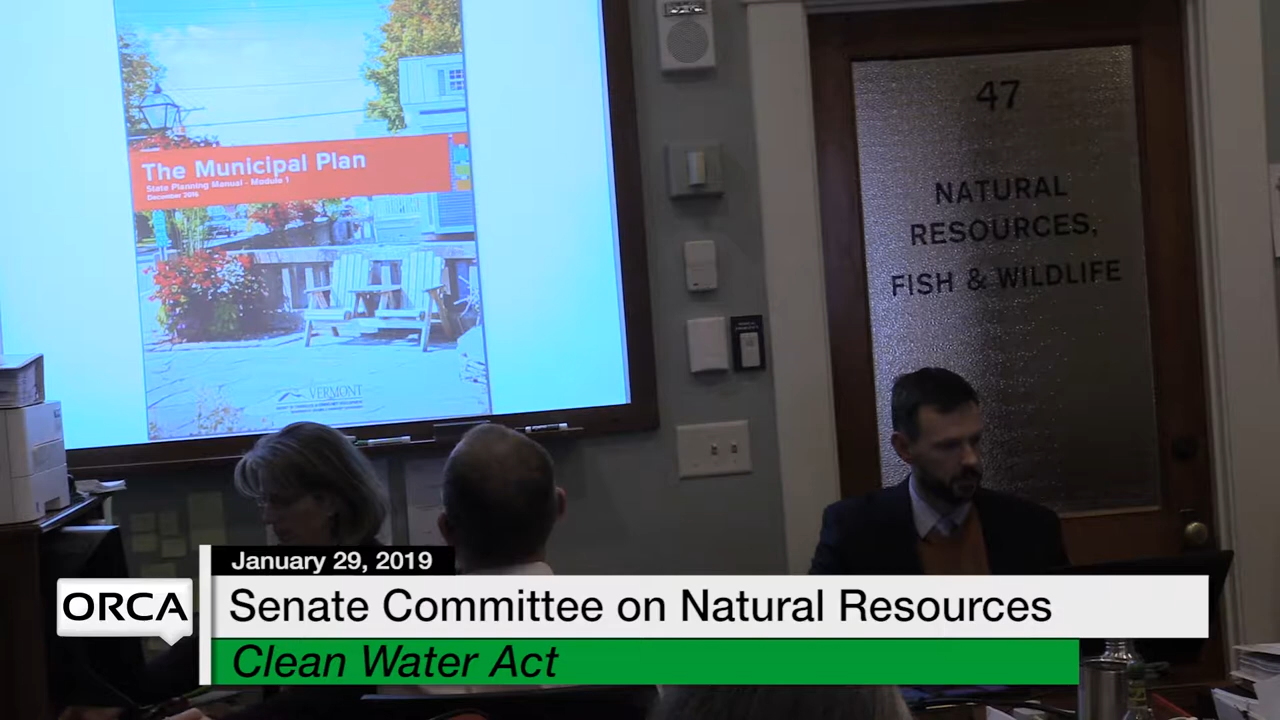 The Municipal Plan
State Planning Manual - Module 1
December 2016
VERMONT
47
NATURAL
RESOURCES,
FISH & WILDLIFE
January 29, 2019
ORCA
Senate Committee on Natural Resources
Clean Water Act